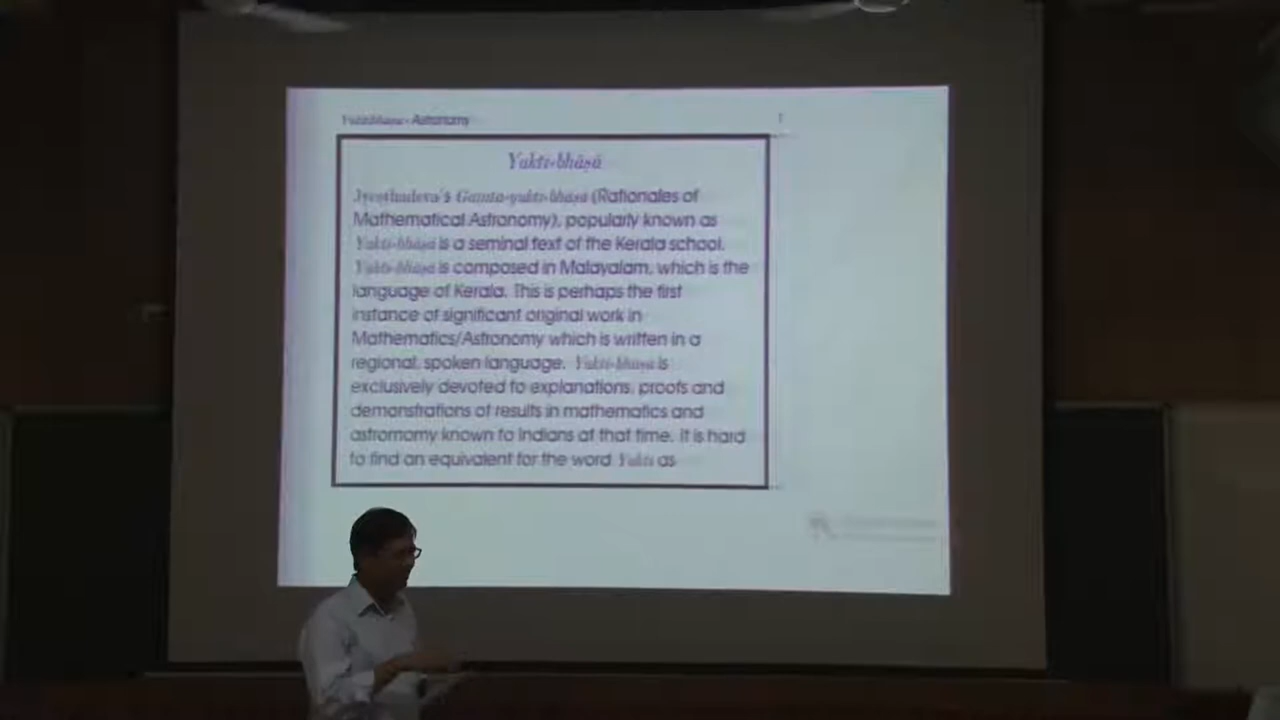 Yuktibhāṣā - Astronomy
Yukti-bhāṣā
Jyeṣṭhadeva's Gaṇita-yukti-bhāṣā (Rationales of
Mathematical Astronomy), popularly known as
Yukti-bhāṣā is a seminal text of the Kerala school.
Yukti-bhāṣā is composed in Malayalam, which is the
language of Kerala. This is perhaps the first
instance of significant original work in
Mathematics/Astronomy which is written in a
regional, spoken language. Yukti-bhāṣā is
exclusively devoted to explanations, proofs and
demonstrations of results in mathematics and
astromomy known to Indians at that time. It is hard
to find an equivalent for the word Yukti as